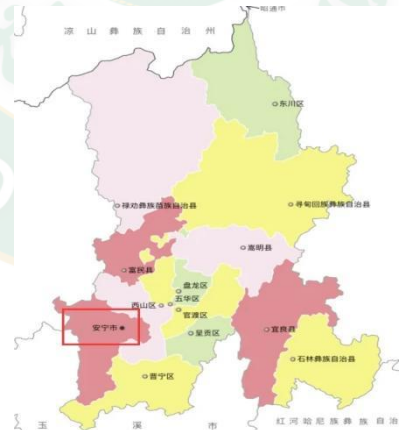 昭通市
凉山彝族自治州
东川区
禄劝彝族苗族自治县
寻甸回族彝族自治县
嵩明县
富民县
盘龙区
西山区
五华区
官渡区
安宁市
呈贡区
宜良县
石林彝族自治县
晋宁区
玉溪市
红河哈尼族彝族自治